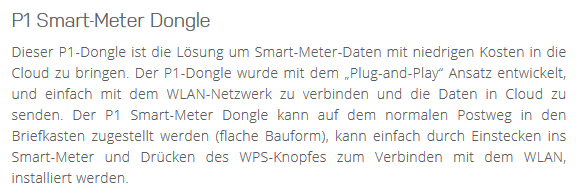 P1 Smart-Meter Dongle
Dieser P1-Dongle ist die Lösung um Smart-Meter-Daten mit niedrigen Kosten in die
Cloud zu bringen. Der P1-Dongle wurde mit dem „Plug-and-Play“ Ansatz entwickelt,
und einfach mit dem WLAN-Netzwerk zu verbinden und die Daten in Cloud zu
senden. Der P1 Smart-Meter Dongle kann auf dem normalen Postweg in den
Briefkasten zugestellt werden (flache Bauform), kann einfach durch Einstecken ins
Smart-Meter und Drücken des WPS-Knopfes zum Verbinden mit dem WLAN,
installiert werden.